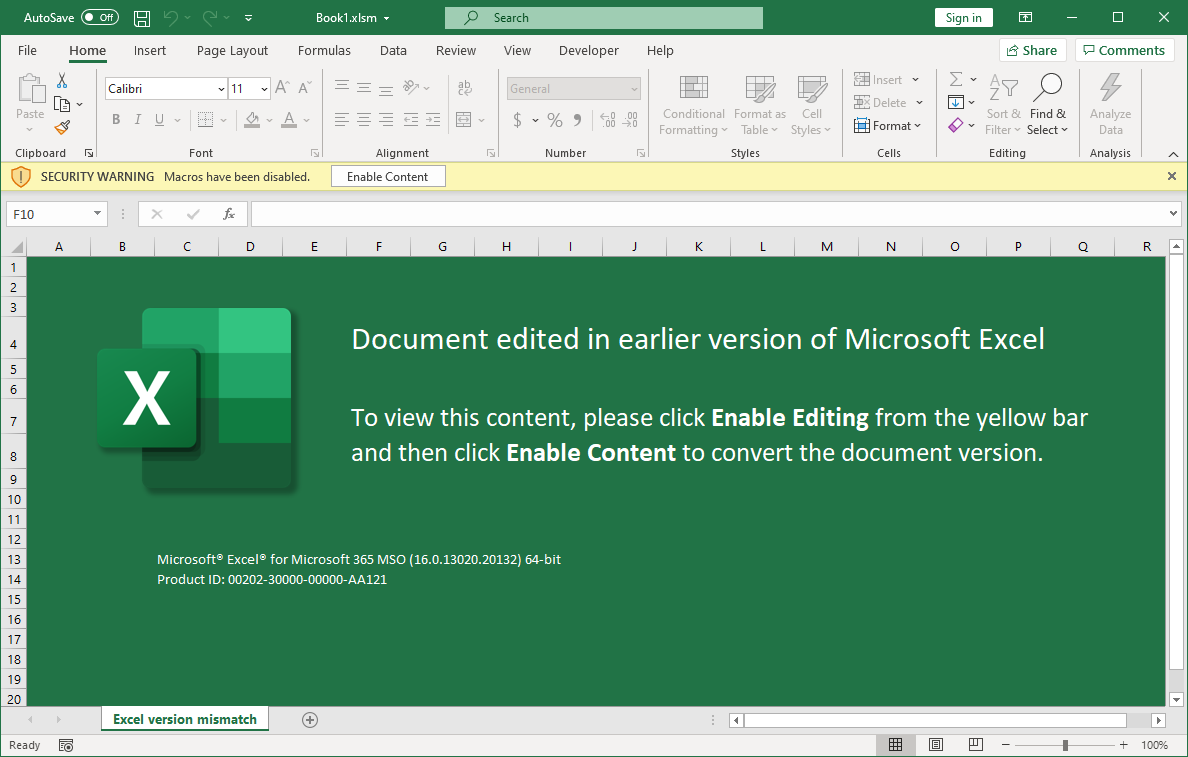 AutoSave Off Book1.xlsm Search Sign in
File Home Insert Page Layout Formulas Data Review View Developer Help Share Comments
Paste Calibri 11 ab General Conditional Formatting Format as Table Cell Styles Insert Delete Format Sort & Filter Find & Select Analyze Data
B I U $ % 9
Clipboard Font Alignment Number Styles Cells Editing Analysis
SECURITY WARNING Macros have been disabled. Enable Content
F10 fx
A B C D E F G H I J K L M N O P Q R
1
2
3
4 Document edited in earlier version of Microsoft Excel
5
6
X
7 To view this content, please click Enable Editing from the yellow bar
8 and then click Enable Content to convert the document version.
9
10
11
12
13 Microsoft® Excel® for Microsoft 365 MSO (16.0.13020.20132) 64-bit
14 Product ID: 00202-30000-00000-AA121
15
16
17
18
19
20
Excel version mismatch
Ready 100%